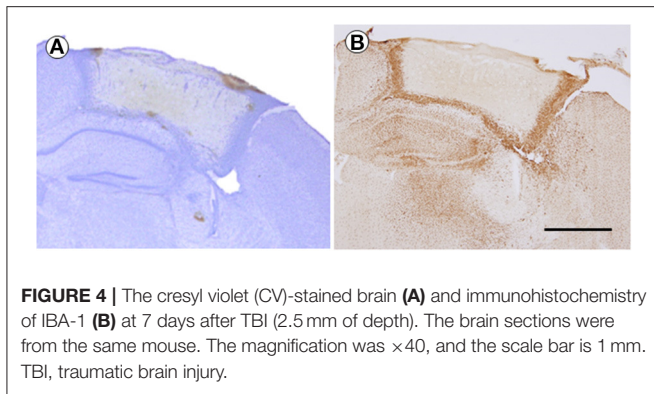 A
B
FIGURE 4 | The cresyl violet (CV)-stained brain (A) and immunohistochemistry
of IBA-1 (B) at 7 days after TBI (2.5 mm of depth). The brain sections were
from the same mouse. The magnification was ×40, and the scale bar is 1 mm.
TBI, traumatic brain injury.